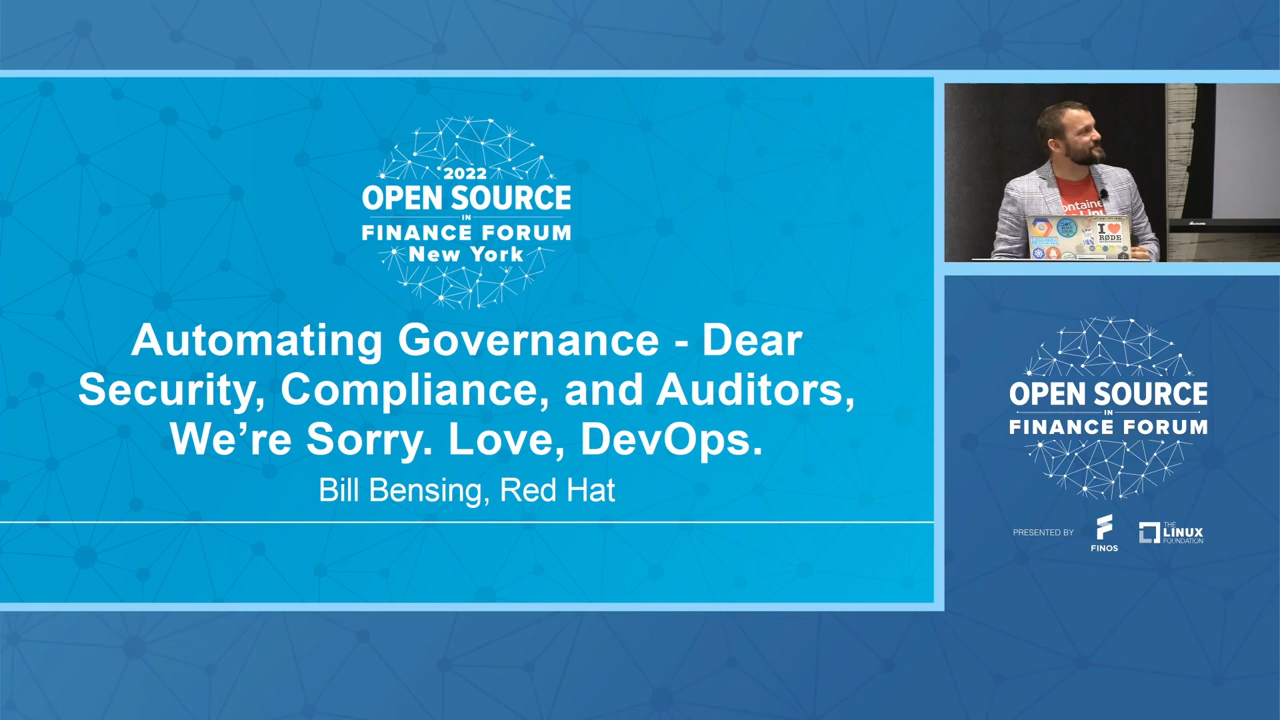 2022
OPEN SOURCE
IN
FINANCE FORUM
New York
Automating Governance - Dear
Security, Compliance, and Auditors,
We're Sorry. Love, DevOps.
Bill Bensing, Red Hat
I ❤
RØDE
OPEN SOURCE
IN
FINANCE FORUM
PRESENTED BY
FINOS
THE
LINUX
FOUNDATION